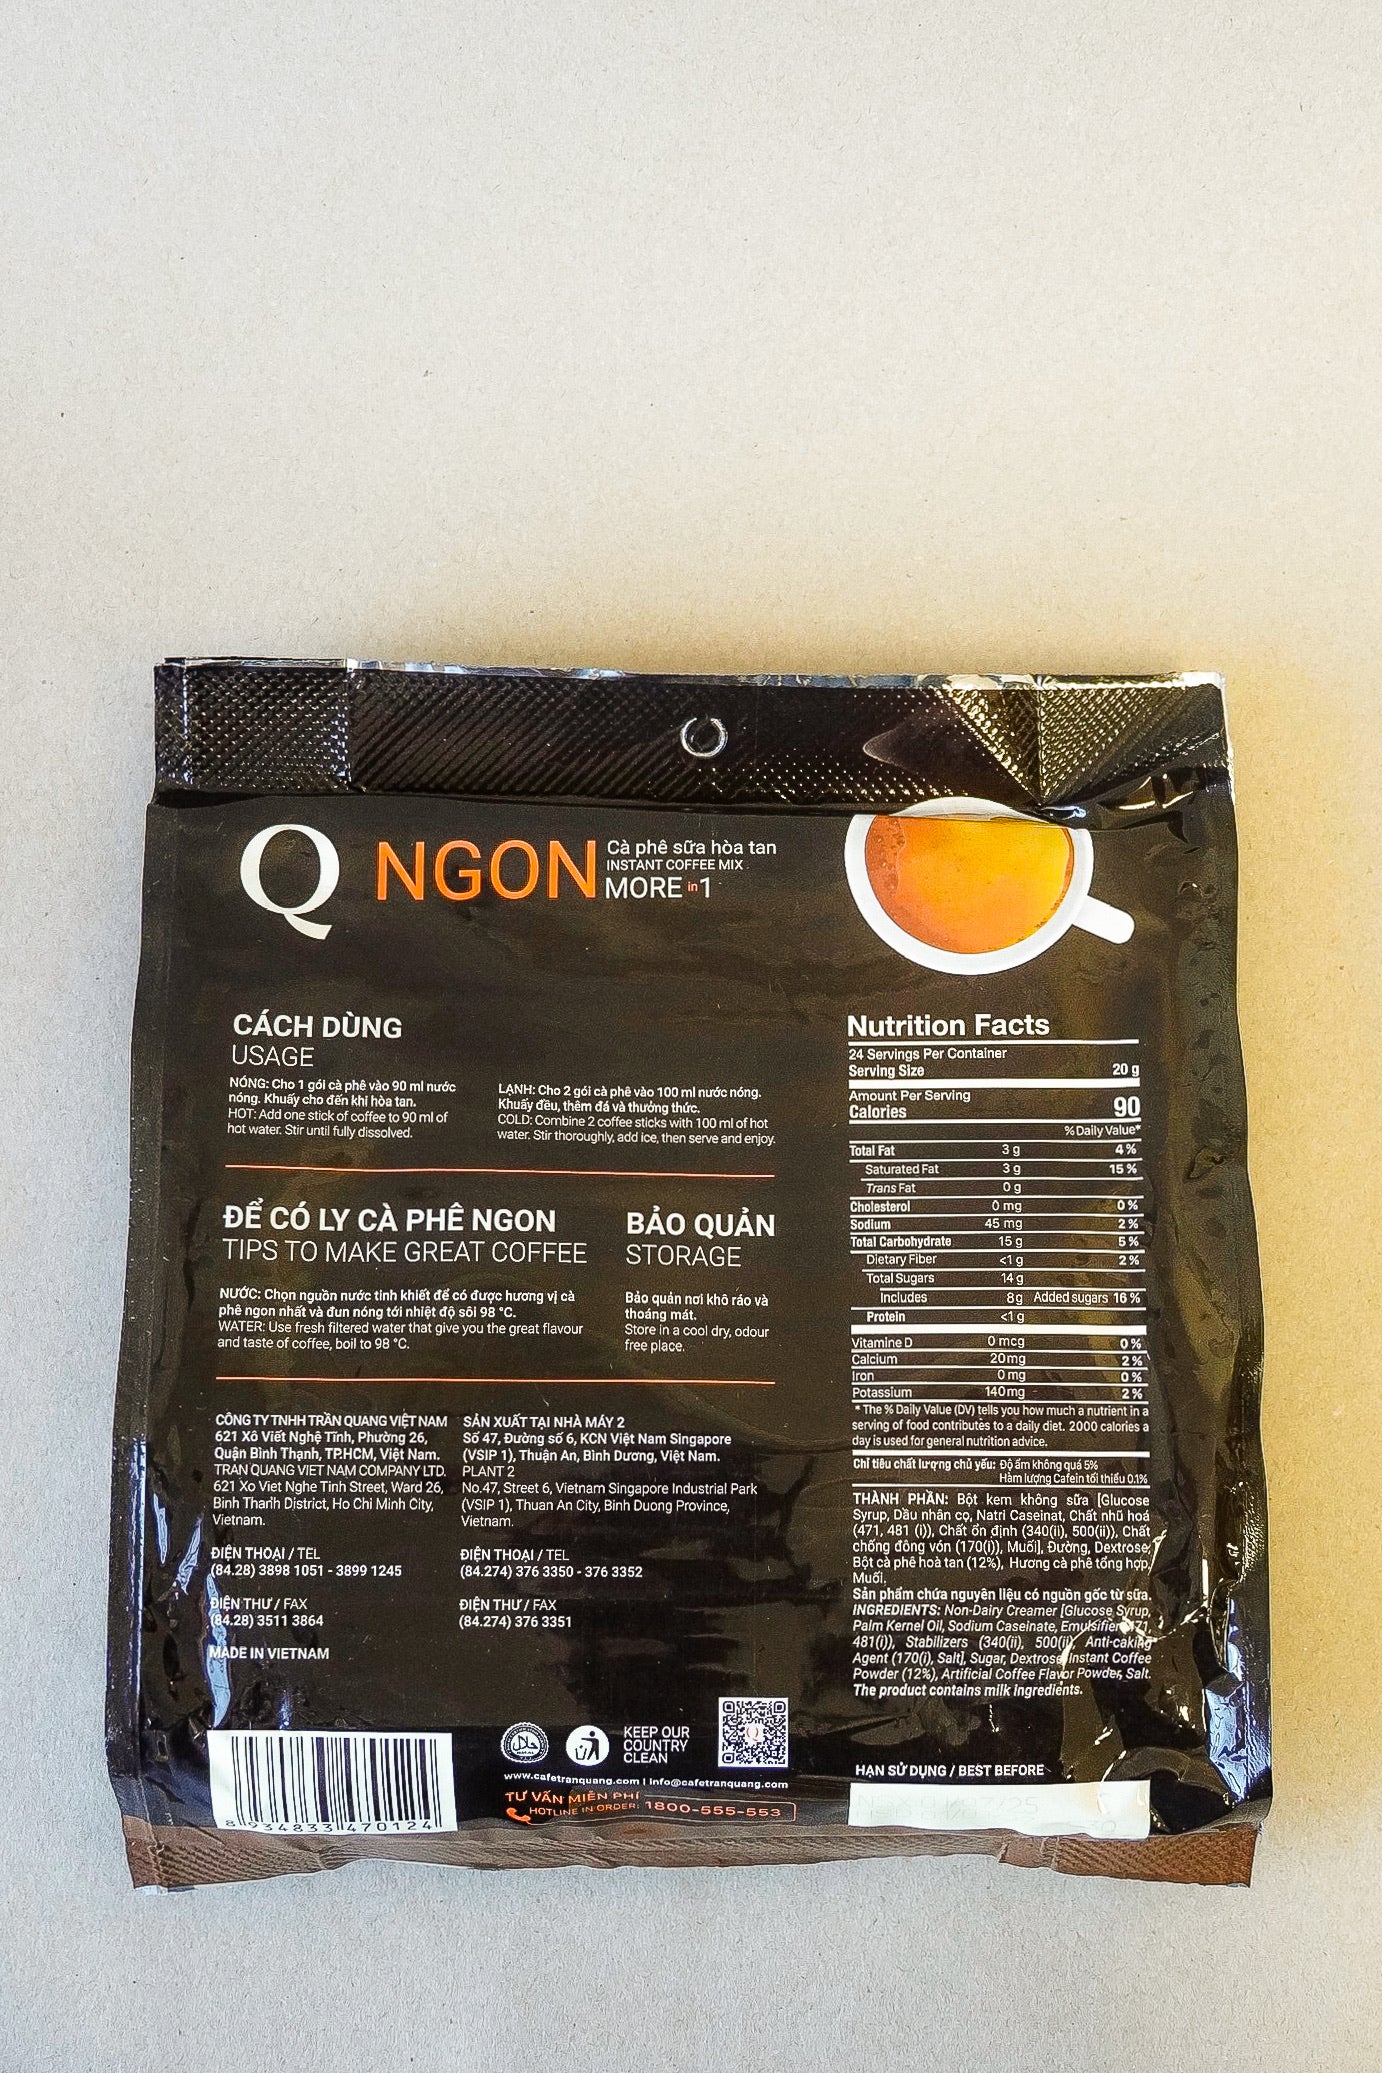 Q NGON
Cà phê sữa hòa tan
INSTANT COFFEE MIX
MORE in 1
CÁCH DÙNG
USAGE
NÓNG: Cho 1 gói cà phê vào 90 ml nước
nóng. Khuấy cho đến khi hòa tan.
HOT: Add one stick of coffee to 90 ml of
hot water. Stir until fully dissolved.
LẠNH: Cho 2 gói cà phê vào 100 ml nước nóng.
Khuấy đều, thêm đá và thưởng thức.
COLD: Combine 2 coffee sticks with 100 ml of hot
water. Stir thoroughly, add ice, then serve and enjoy.
ĐỂ CÓ LY CÀ PHÊ NGON
TIPS TO MAKE GREAT COFFEE
NƯỚC: Chọn nguồn nước tinh khiết để có được hương vị cà
phê ngon nhất và đun nóng tới nhiệt độ sôi 98 °C.
WATER: Use fresh filtered water that give you the great flavour
and taste of coffee, boil to 98 °C.
BẢO QUẢN
STORAGE
Bảo quản nơi khô ráo và
thoáng mát.
Store in a cool dry, odour
free place.
CÔNG TY TNHH TRẦN QUANG VIỆT NAM
621 Xô Viết Nghệ Tĩnh, Phường 26,
Quận Bình Thạnh, TP.HCM, Việt Nam.
TRAN QUANG VIET NAM COMPANY LTD.
621 Xo Viet Nghe Tinh Street, Ward 26,
Binh Thanh District, Ho Chi Minh City,
Vietnam.
ĐIỆN THOẠI / TEL
(84.28) 3898 1051 - 3899 1245
ĐIỆN THƯ / FAX
(84.28) 3511 3864
MADE IN VIETNAM
SẢN XUẤT TẠI NHÀ MÁY 2
Số 47, Đường số 6, KCN Việt Nam Singapore
(VSIP 1), Thuận An, Bình Dương, Việt Nam.
PLANT 2
No.47, Street 6, Vietnam Singapore Industrial Park
(VSIP 1), Thuan An City, Binh Duong Province,
Vietnam.
ĐIỆN THOẠI / TEL
(84.274) 376 3350 - 376 3352
ĐIỆN THƯ / FAX
(84.274) 376 3351
8 934833 470124
KEEP OUR
COUNTRY
CLEAN
www.cafetranquang.com | info@cafetranquang.com
TƯ VẤN MIỄN PHÍ
HOTLINE IN ORDER: 1800-555-553
Nutrition Facts
24 Servings Per Container
Serving Size 20 g
Amount Per Serving
Calories 90
% Daily Value*
Total Fat 3 g 4 %
Saturated Fat 3 g 15 %
Trans Fat 0 g
Cholesterol 0 mg 0 %
Sodium 45 mg 2 %
Total Carbohydrate 15 g 5 %
Dietary Fiber <1 g 2 %
Total Sugars 14 g
Includes 8 g Added sugars 16 %
Protein <1 g
Vitamine D 0 mcg 0 %
Calcium 20 mg 2 %
Iron 0 mg 0 %
Potassium 140 mg 2 %
* The % Daily Value (DV) tells you how much a nutrient in a
serving of food contributes to a daily diet. 2000 calories a
day is used for general nutrition advice.
Chỉ tiêu chất lượng chủ yếu: Độ ẩm không quá 5%
Hàm lượng Cafein tối thiểu 0.1%
THÀNH PHẦN: Bột kem không sữa [Glucose
Syrup, Dầu nhân cọ, Natri Caseinat, Chất nhũ hoá
(471, 481 (i)), Chất ổn định (340(ii), 500(ii)), Chất
chống đông vón (170(i)), Muối], Đường, Dextrose,
Bột cà phê hoà tan (12%), Hương cà phê tổng hợp,
Muối.
Sản phẩm chứa nguyên liệu có nguồn gốc từ sữa.
INGREDIENTS: Non-Dairy Creamer [Glucose Syrup,
Palm Kernel Oil, Sodium Caseinate, Emulsifier 471,
481(i)), Stabilizers (340(ii), 500(ii), Anti-caking
Agent (170(i), Salt], Sugar, Dextrose, Instant Coffee
Powder (12%), Artificial Coffee Flavor Powder, Salt.
The product contains milk ingredients.
HẠN SỬ DỤNG / BEST BEFORE